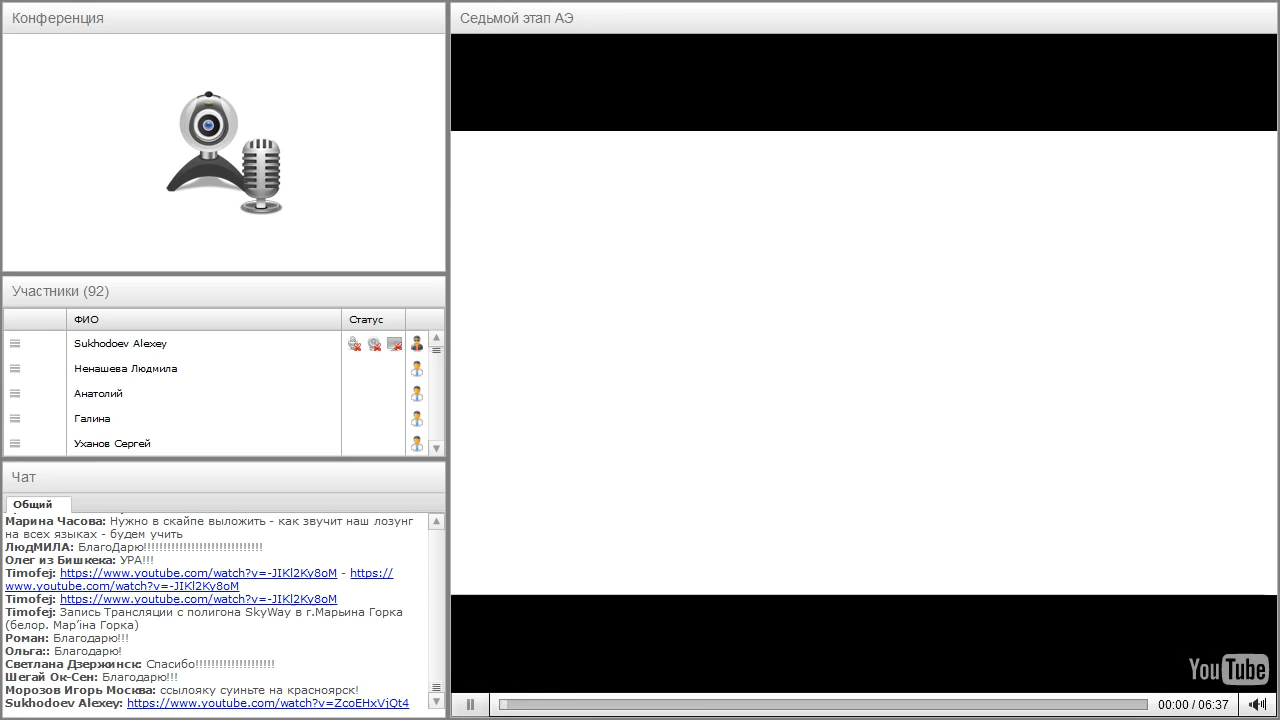 Конференция
Седьмой этап АЭ
Участники (92)
ФИО Статус
Sukhodoev Alexey
Ненашева Людмила
Анатолий
Галина
Уханов Сергей
Чат
Общий
Марина Часова: Нужно в скайпе выложить - как звучит наш лозунг
на всех языках - будем учить
ЛюдМИЛА: БлагоДарю!!!!!!!!!!!!!!!!!!!!!!!!!!!!!!
Олег из Бишкека: УРА!!!
Timofej: https://www.youtube.com/watch?v=-JIKl2Ky8oM - https://
www.youtube.com/watch?v=-JIKl2Ky8oM
Timofej: https://www.youtube.com/watch?v=-JIKl2Ky8oM
Timofej: Запись Трансляции с полигона SkyWay в г.Марьина Горка
(белор. Мар’іна Горка)
Роман: Благодарю!!!
Ольга:: Благодарю!
Светлана Дзержинск: Спасибо!!!!!!!!!!!!!!!!!!!!
Шегай Ок-Сен: Благодарю!!!
Морозов Игорь Москва: ссылояку суиньте на красноярск!
Sukhodoev Alexey: https://www.youtube.com/watch?v=ZcoEHxVjQt4
YouTube
00:00 / 06:37